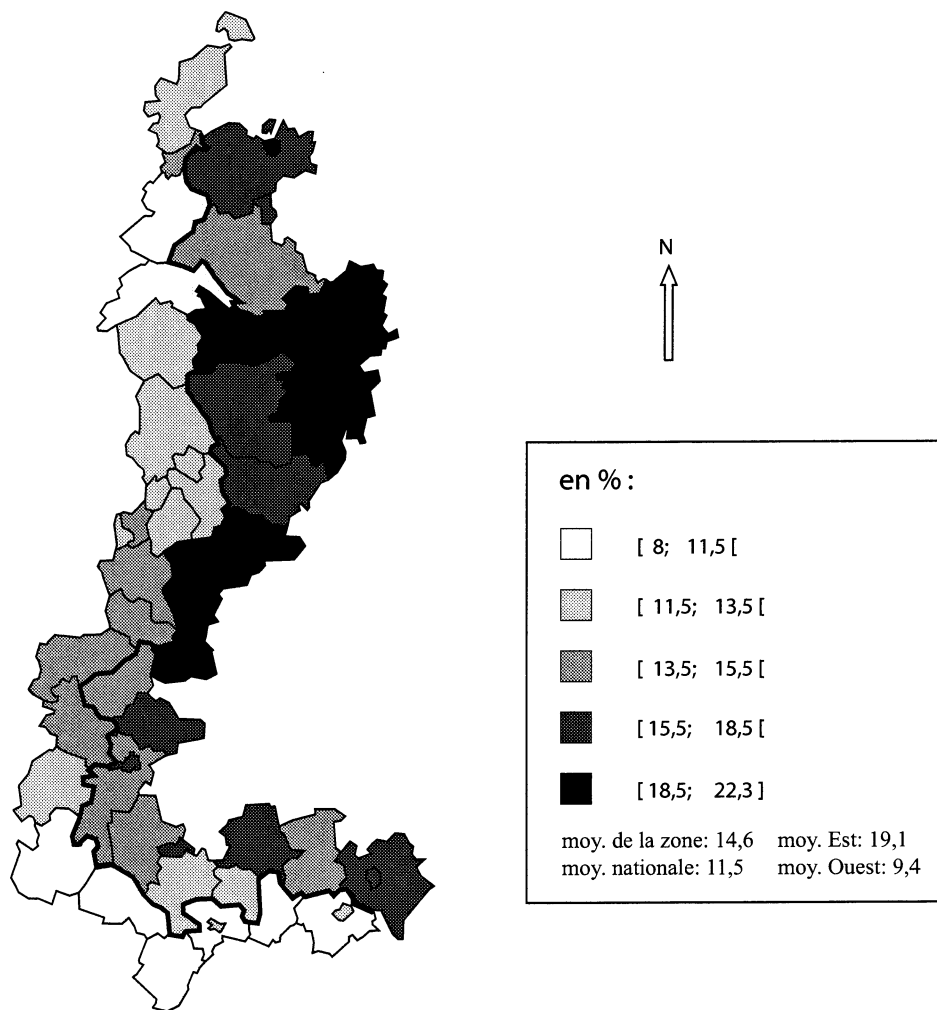 N
en % :
[ 8; 11,5 [
[ 11,5; 13,5 [
[ 13,5; 15,5 [
[ 15,5; 18,5 [
[ 18,5; 22,3 ]
moy. de la zone: 14,6 moy. Est: 19,1
moy. nationale: 11,5 moy. Ouest: 9,4